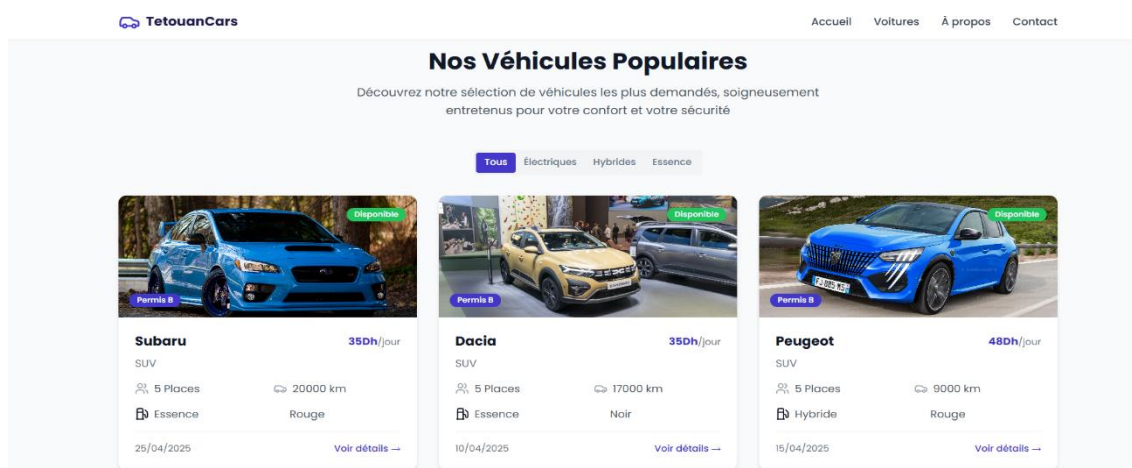 TetouanCars
Accueil Voitures À propos Contact
Nos Véhicules Populaires
Découvrez notre sélection de véhicules les plus demandés, soigneusement
entretenus pour votre confort et votre sécurité
Tous Électriques Hybrides Essence
Disponible
Permis B
Subaru 35Dh/jour
SUV
5 Places 20000 km
Essence Rouge
25/04/2025 Voir détails →
Disponible
Permis B
Dacia 35Dh/jour
SUV
5 Places 17000 km
Essence Noir
10/04/2025 Voir détails →
Disponible
Permis B
Peugeot 48Dh/jour
SUV
5 Places 9000 km
Hybride Rouge
15/04/2025 Voir détails →